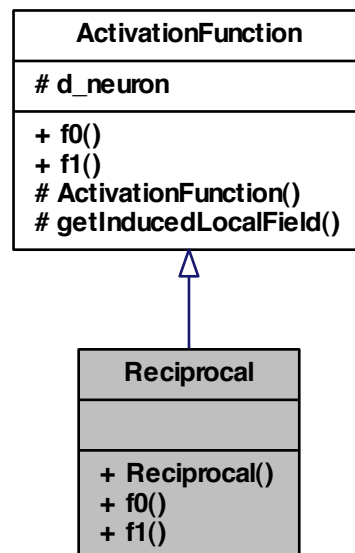 ActivationFunction
# d_neuron
+ f0()
+ f1()
# ActivationFunction()
# getInducedLocalField()
Reciprocal
+ Reciprocal()
+ f0()
+ f1()